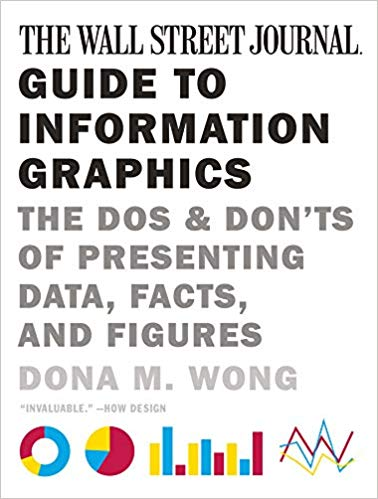 THE WALL STREET JOURNAL.
GUIDE TO
INFORMATION
GRAPHICS
THE DOS & DON'TS
OF PRESENTING
DATA, FACTS,
AND FIGURES
DONA M. WONG
“INVALUABLE.” —HOW DESIGN